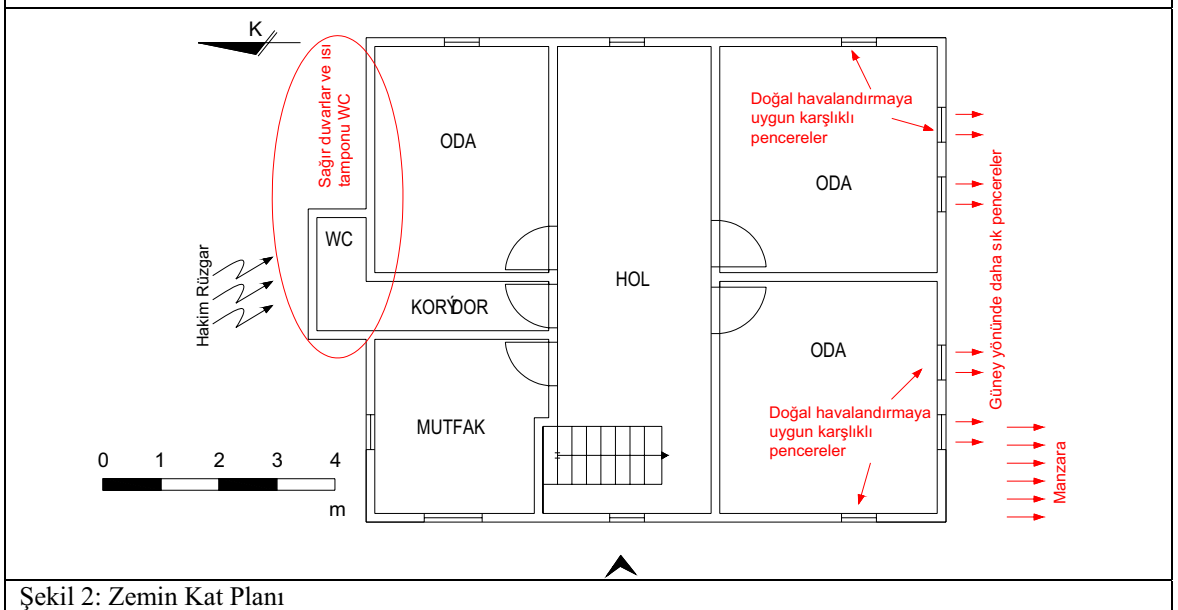 K
Sağır duvarlar ve ısı
tamponu WC
ODA
Doğal havalandırmaya
uygun karşlıklı
pencereler
ODA
Güney yönünde daha sık pencereler
WC
Hakim Rüzgar
HOL
KORÝDOR
ODA
MUTFAK
Doğal havalandırmaya
uygun karşlıklı
pencereler
Manzara
0 1 2 3 4
m
Şekil 2: Zemin Kat Planı